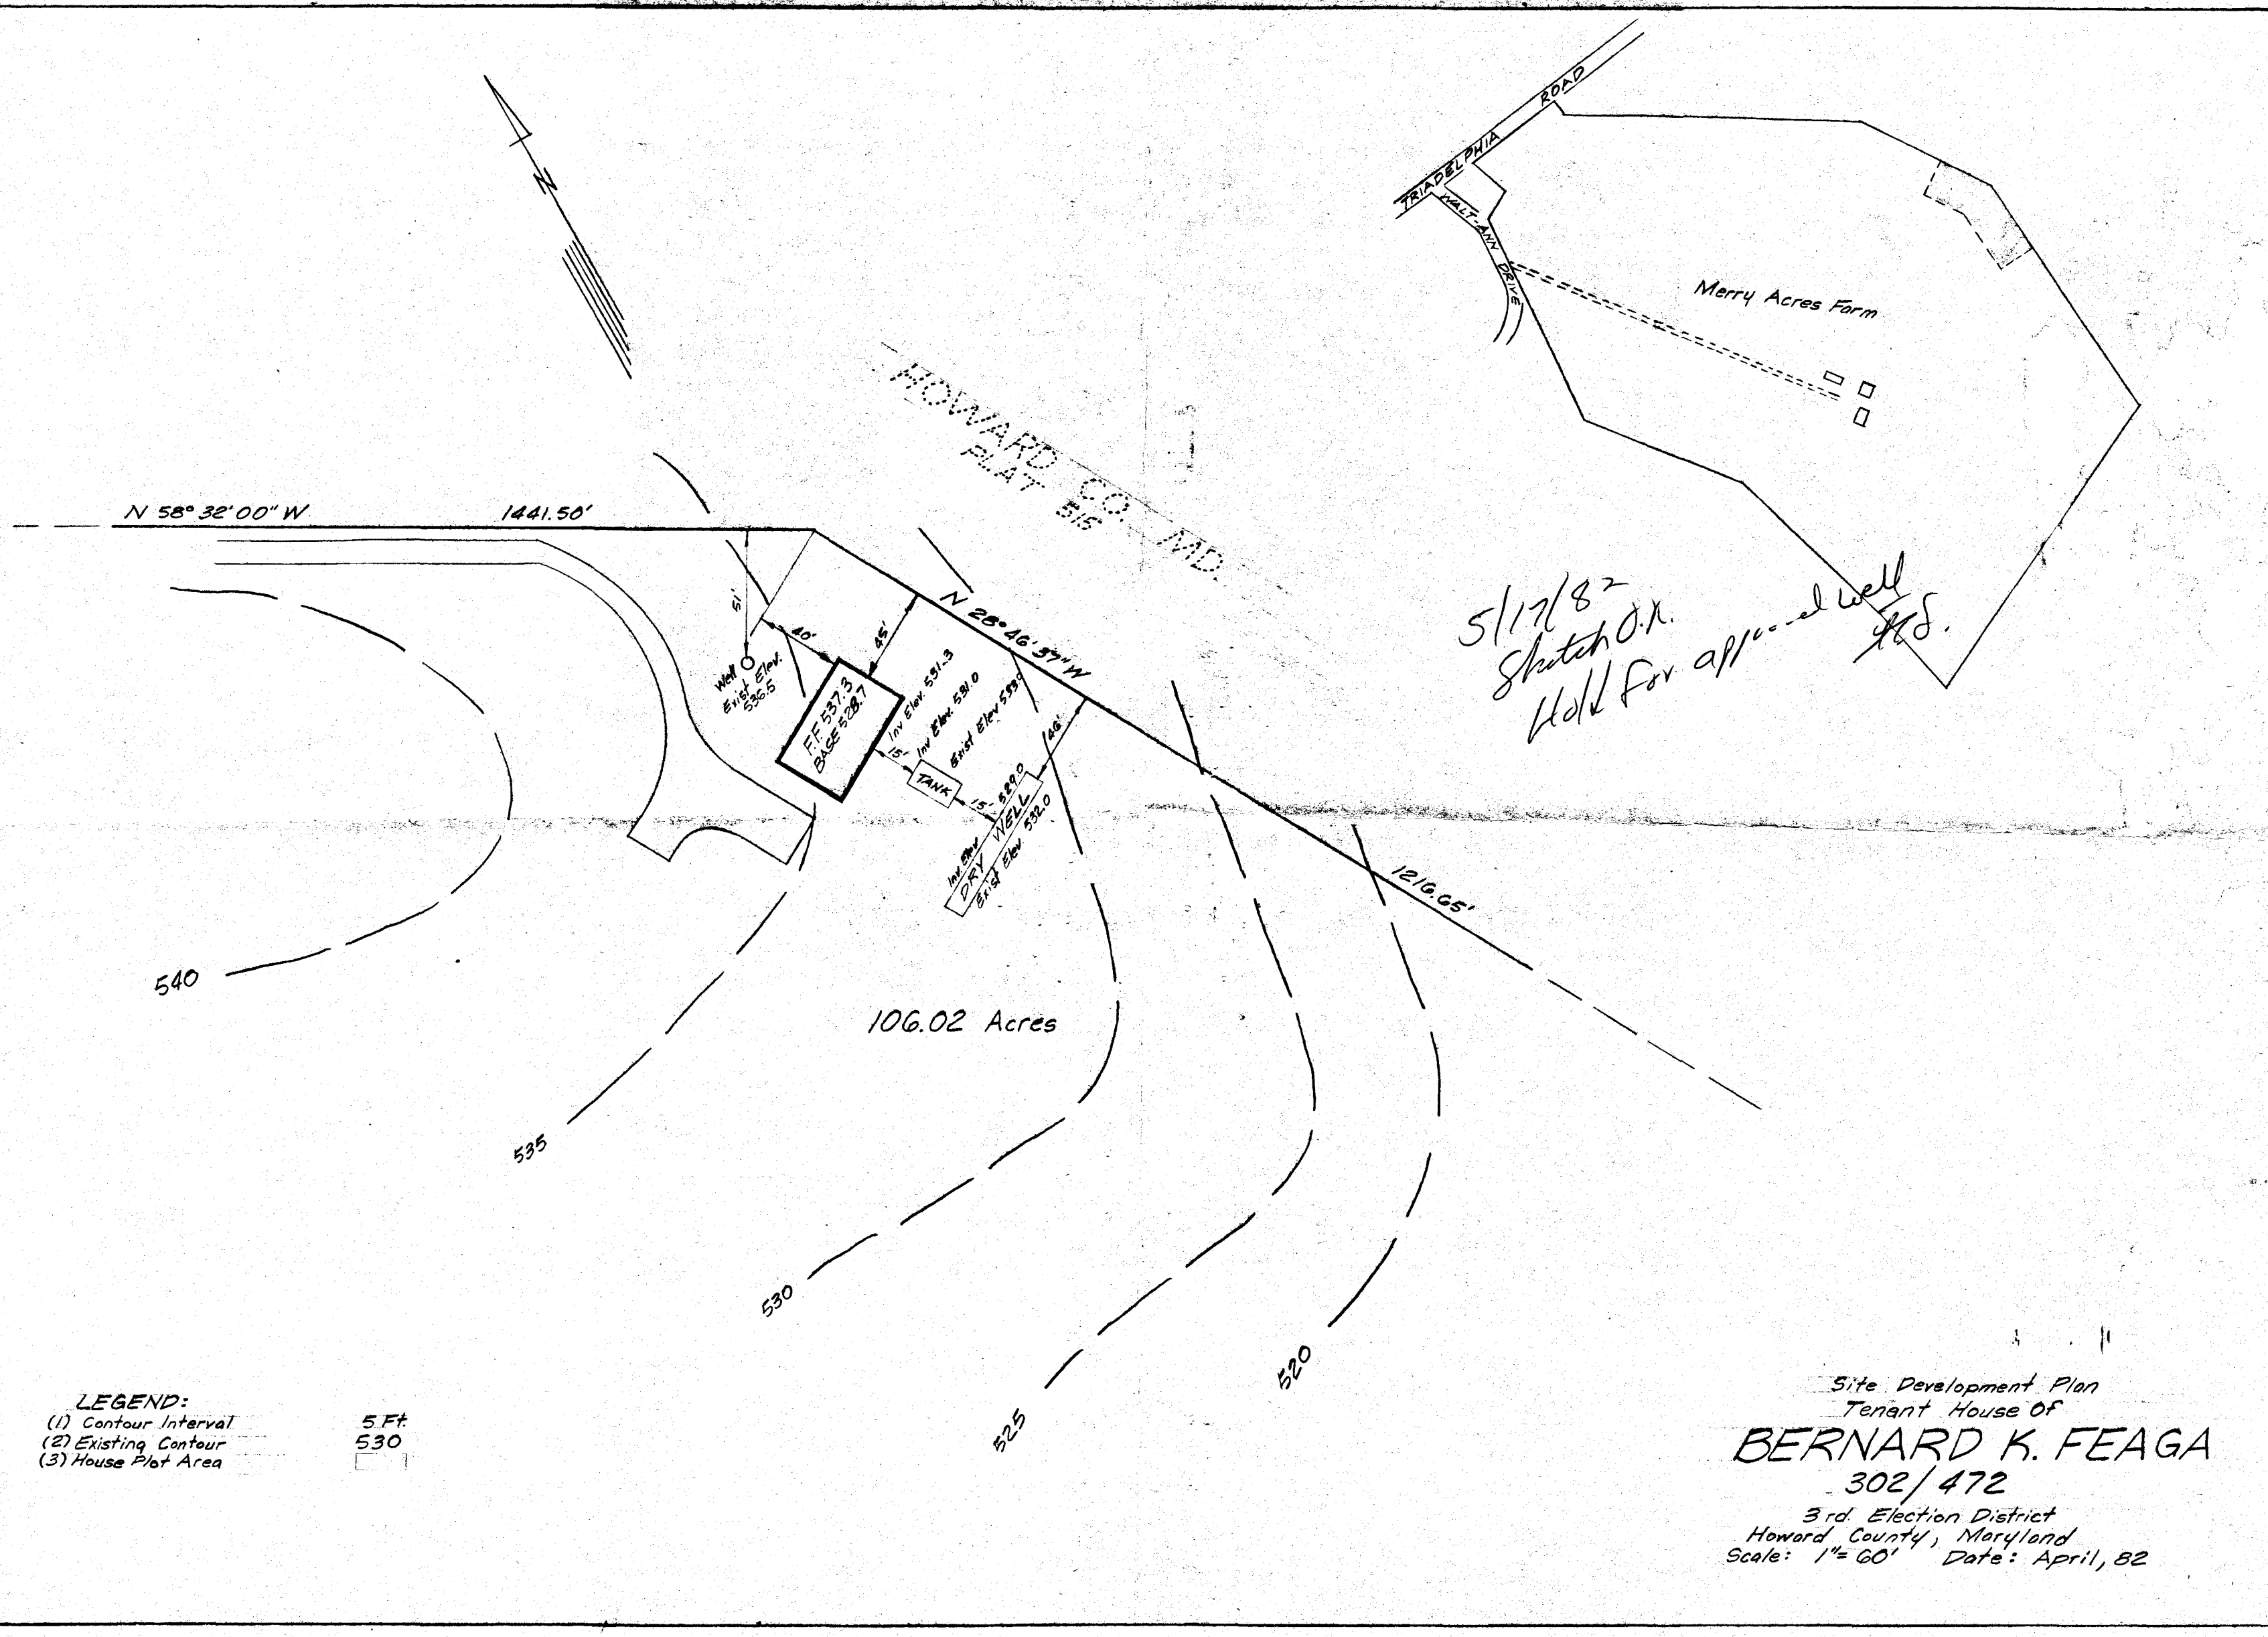 TRIADELPHIA ROAD
WALT-ANN DRIVE
Merry Acres Farm
N
HOWARD CO. MD.
PLAT 515
N 58° 32' 00" W 1441.50'
N 28° 46' 37" W
1216.65'
5/17/82
Sketch O.K.
Hold for approved well
51'
40'
45'
Well
Exist Elev.
536.5
F.F. 537.3
BASE 528.7
Inv Elev. 531.3
15'
Inv Elev. 531.0
Exist Elev 533.0
TANK
15'
46'
Inv. Elev 529.0
DRY WELL
Exist Elev. 532.0
106.02 Acres
540
535
530
525
520
LEGEND:
(1) Contour Interval 5 Ft.
(2) Existing Contour 530
(3) House Plot Area
Site Development Plan
Tenant House Of
BERNARD K. FEAGA
302/472
3rd. Election District
Howard County, Maryland
Scale: 1"= 60' Date: April, 82